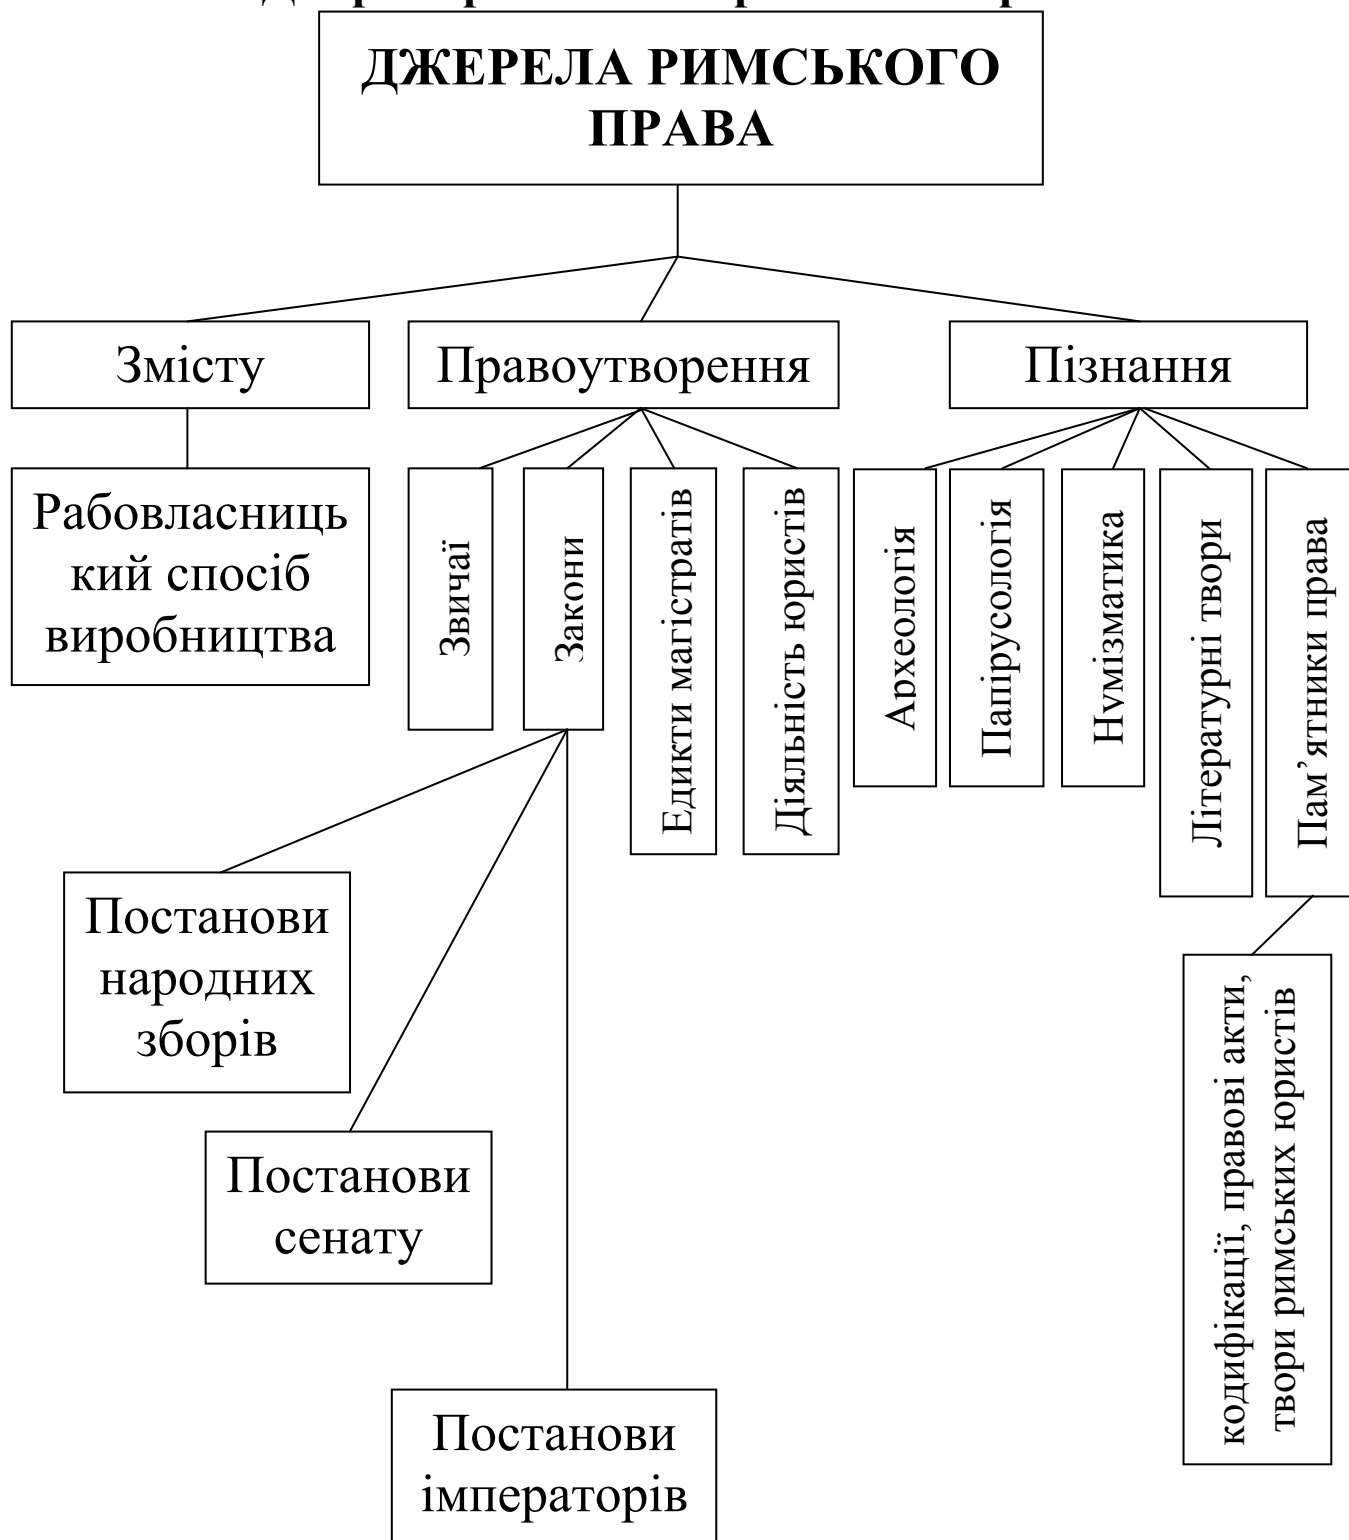 ДЖЕРЕЛА РИМСЬКОГО
ПРАВА
Змісту
Правоутворення
Пізнання
Рабовласниць
кий спосіб
виробництва
Звичаї
Закони
Едикти магістратів
Діяльність юристів
Археологія
Папірусологія
Нумізматика
Літературні твори
Пам’ятники права
Постанови
народних
зборів
Постанови
сенату
Постанови
імператорів
кодифікації, правові акти,
твори римських юристів